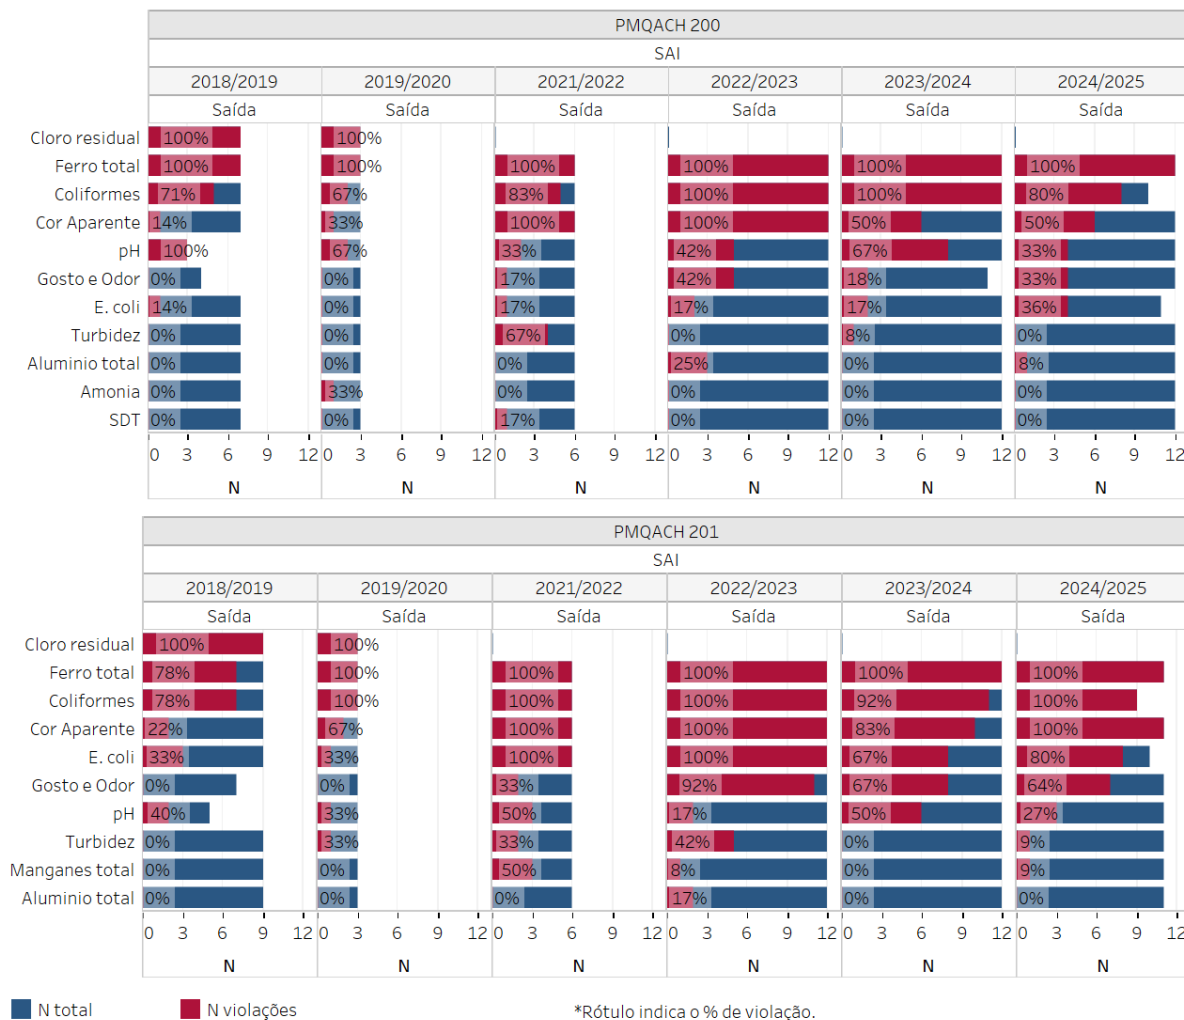 PMQACH 200
SAI
2018/2019 2019/2020 2021/2022 2022/2023 2023/2024 2024/2025
Saída Saída Saída Saída Saída Saída
Cloro residual 100% 100%
Ferro total 100% 100% 100% 100% 100% 100%
Coliformes 71% 67% 83% 100% 100% 80%
Cor Aparente 14% 33% 100% 100% 50% 50%
pH 100% 67% 33% 42% 67% 33%
Gosto e Odor 0% 0% 17% 42% 18% 33%
E. coli 14% 0% 17% 17% 17% 36%
Turbidez 0% 0% 67% 0% 8% 0%
Aluminio total 0% 0% 0% 25% 0% 8%
Amonia 0% 33% 0% 0% 0% 0%
SDT 0% 0% 17% 0% 0% 0%
0 3 6 9 12 0 3 6 9 12 0 3 6 9 12 0 3 6 9 12 0 3 6 9 12 0 3 6 9 12
N N N N N N
PMQACH 201
SAI
2018/2019 2019/2020 2021/2022 2022/2023 2023/2024 2024/2025
Saída Saída Saída Saída Saída Saída
Cloro residual 100% 100%
Ferro total 78% 100% 100% 100% 100% 100%
Coliformes 78% 100% 100% 100% 92% 100%
Cor Aparente 22% 67% 100% 100% 83% 100%
E. coli 33% 33% 100% 100% 67% 80%
Gosto e Odor 0% 0% 33% 92% 67% 64%
pH 40% 33% 50% 17% 50% 27%
Turbidez 0% 33% 33% 42% 0% 9%
Manganes total 0% 0% 50% 8% 0% 9%
Aluminio total 0% 0% 0% 17% 0% 0%
0 3 6 9 12 0 3 6 9 12 0 3 6 9 12 0 3 6 9 12 0 3 6 9 12 0 3 6 9 12
N N N N N N
N total N violações *Rótulo indica o % de violação.